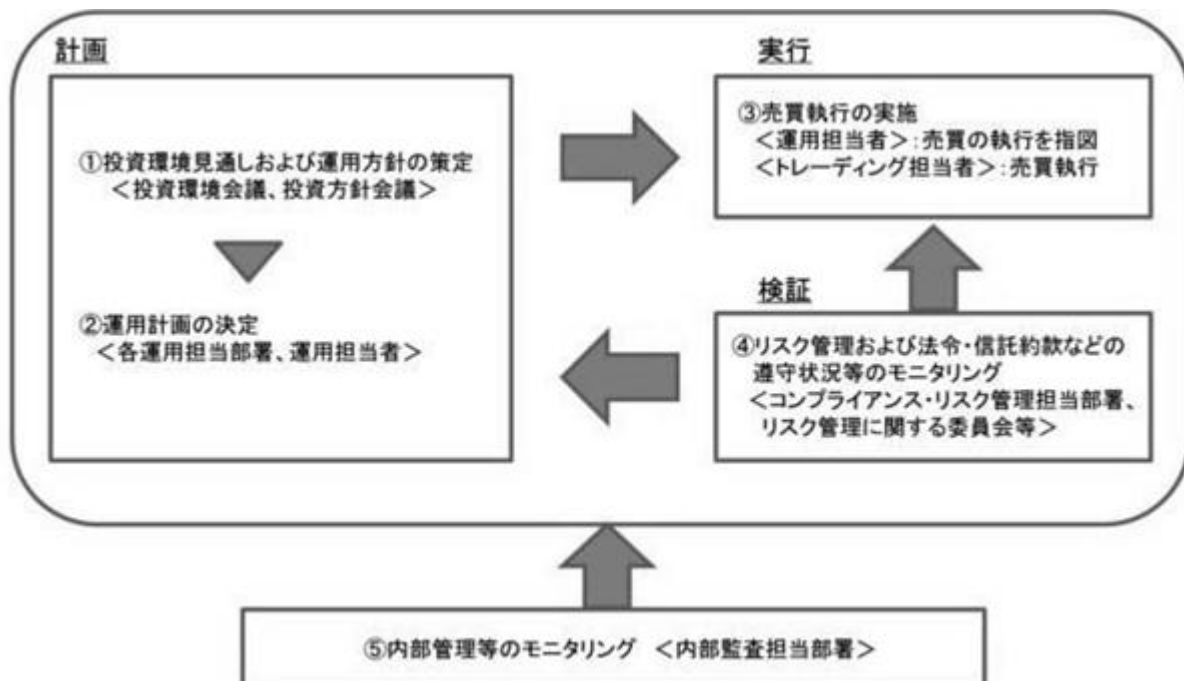 計画
①投資環境見通しおよび運用方針の策定
＜投資環境会議、投資方針会議＞
②運用計画の決定
＜各運用担当部署、運用担当者＞
実行
③売買執行の実施
＜運用担当者＞：売買の執行を指図
＜トレーディング担当者＞：売買執行
検証
④リスク管理および法令・信託約款などの
遵守状況等のモニタリング
＜コンプライアンス・リスク管理担当部署、
リスク管理に関する委員会等＞
⑤内部管理等のモニタリング ＜内部監査担当部署＞